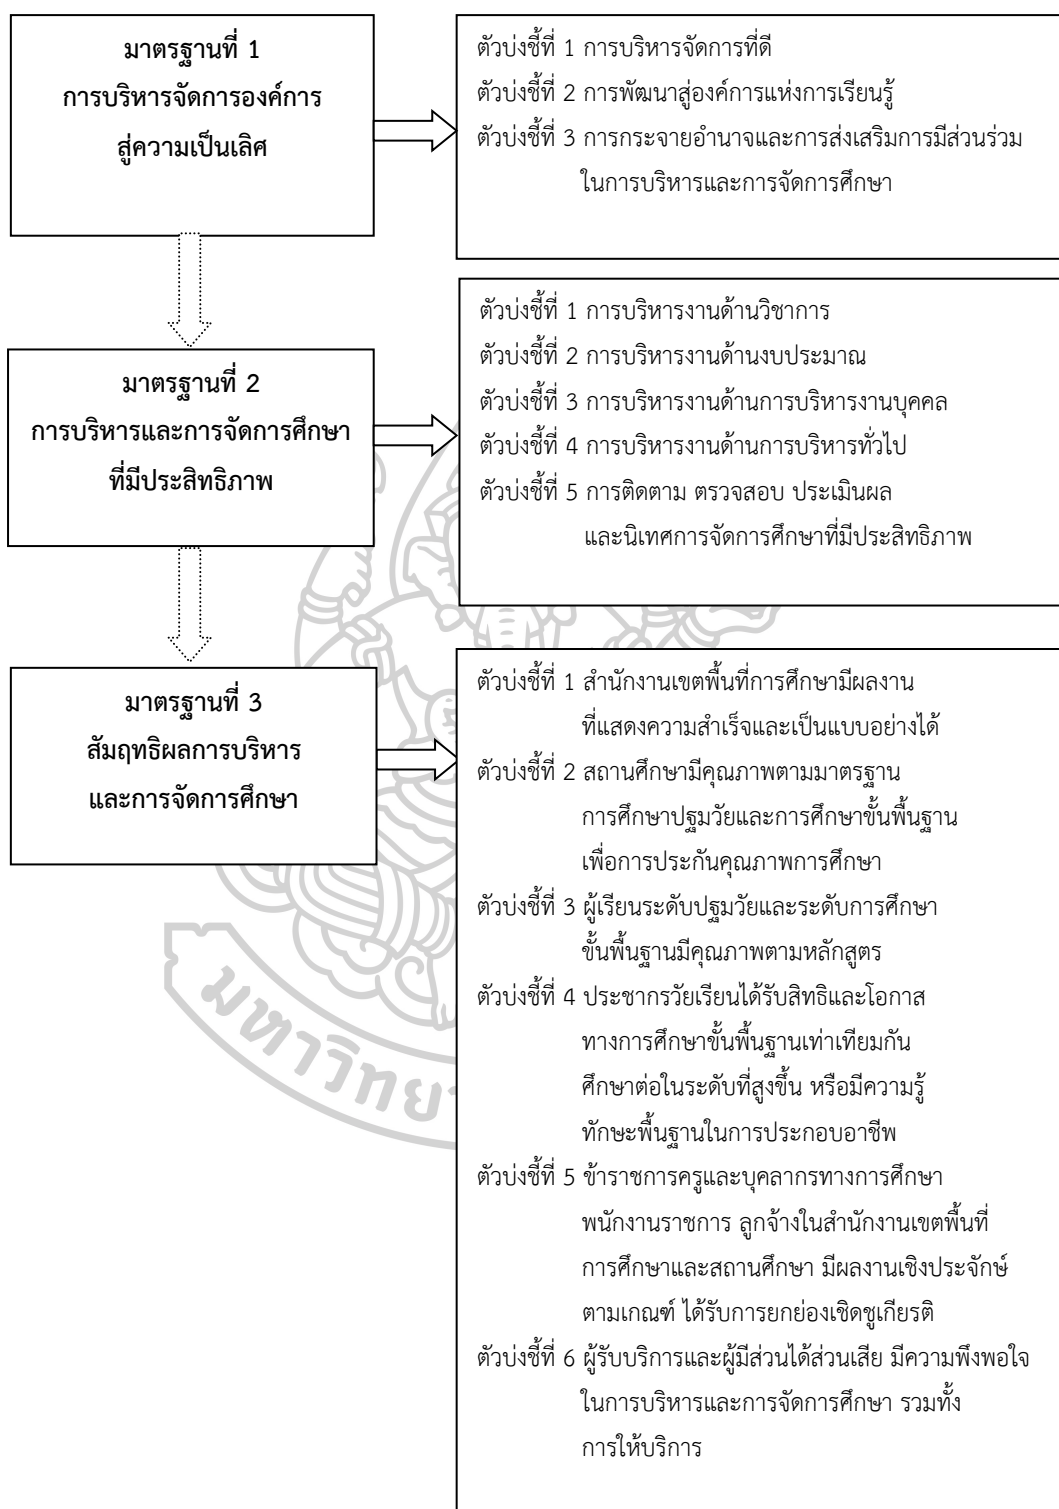 มาตรฐานที่ 1
การบริหารจัดการองค์การ
สู่ความเป็นเลิศ
ตัวบ่งชี้ที่ 1 การบริหารจัดการที่ดี
ตัวบ่งชี้ที่ 2 การพัฒนาสู่องค์การแห่งการเรียนรู้
ตัวบ่งชี้ที่ 3 การกระจายอำนาจและการส่งเสริมการมีส่วนร่วม
ในการบริหารและการจัดการศึกษา
มาตรฐานที่ 2
การบริหารและการจัดการศึกษา
ที่มีประสิทธิภาพ
ตัวบ่งชี้ที่ 1 การบริหารงานด้านวิชาการ
ตัวบ่งชี้ที่ 2 การบริหารงานด้านงบประมาณ
ตัวบ่งชี้ที่ 3 การบริหารงานด้านการบริหารงานบุคคล
ตัวบ่งชี้ที่ 4 การบริหารงานด้านการบริหารทั่วไป
ตัวบ่งชี้ที่ 5 การติดตาม ตรวจสอบ ประเมินผล
และนิเทศการจัดการศึกษาที่มีประสิทธิภาพ
มาตรฐานที่ 3
สัมฤทธิผลการบริหาร
และการจัดการศึกษา
ตัวบ่งชี้ที่ 1 สำนักงานเขตพื้นที่การศึกษามีผลงาน
ที่แสดงความสำเร็จและเป็นแบบอย่างได้
ตัวบ่งชี้ที่ 2 สถานศึกษามีคุณภาพตามมาตรฐาน
การศึกษาปฐมวัยและการศึกษาขั้นพื้นฐาน
เพื่อการประกันคุณภาพการศึกษา
ตัวบ่งชี้ที่ 3 ผู้เรียนระดับปฐมวัยและระดับการศึกษา
ขั้นพื้นฐานมีคุณภาพตามหลักสูตร
ตัวบ่งชี้ที่ 4 ประชากรวัยเรียนได้รับสิทธิและโอกาส
ทางการศึกษาขั้นพื้นฐานเท่าเทียมกัน
ศึกษาต่อในระดับที่สูงขึ้น หรือมีความรู้
ทักษะพื้นฐานในการประกอบอาชีพ
ตัวบ่งชี้ที่ 5 ข้าราชการครูและบุคลากรทางการศึกษา
พนักงานราชการ ลูกจ้างในสำนักงานเขตพื้นที่
การศึกษาและสถานศึกษา มีผลงานเชิงประจักษ์
ตามเกณฑ์ ได้รับการยกย่องเชิดชูเกียรติ
ตัวบ่งชี้ที่ 6 ผู้รับบริการและผู้มีส่วนได้ส่วนเสีย มีความพึงพอใจ
ในการบริหารและการจัดการศึกษา รวมทั้ง
การให้บริการ
มหาวิทยา